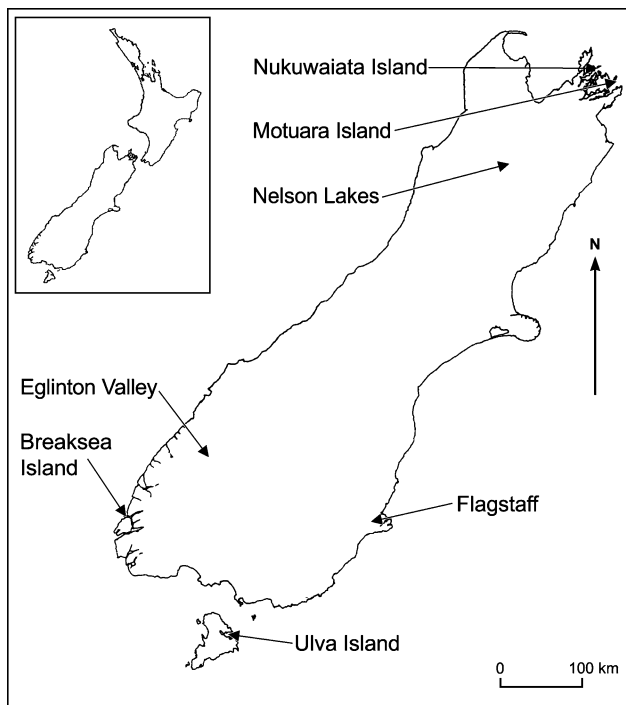 Nukuwaiata Island
Motuara Island
Nelson Lakes
N
Eglinton Valley
Breaksea
Island
Flagstaff
Ulva Island
0 100 km